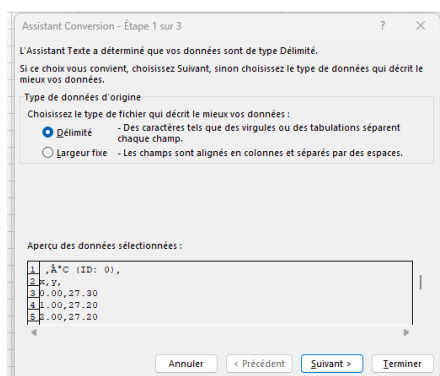 Assistant Conversion - Étape 1 sur 3 ? ×
L'Assistant Texte a déterminé que vos données sont de type Délimité.
Si ce choix vous convient, choisissez Suivant, sinon choisissez le type de données qui décrit le
mieux vos données.
Type de données d'origine
Choisissez le type de fichier qui décrit le mieux vos données :
Délimité - Des caractères tels que des virgules ou des tabulations séparent
chaque champ.
Largeur fixe - Les champs sont alignés en colonnes et séparés par des espaces.
Aperçu des données sélectionnées :
1 ,Â°C (ID: 0),
2 x,y,
3 0.00,27.30
4 1.00,27.20
5 2.00,27.20
Annuler < Précédent Suivant > Terminer